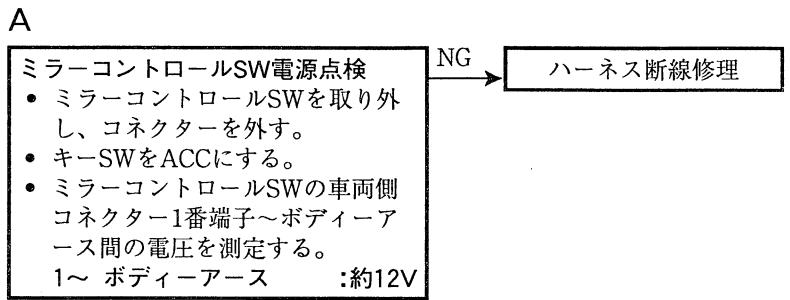 A
ミラーコントロールSW電源点検
● ミラーコントロールSWを取り外
し、コネクターを外す。
● キーSWをACCにする。
● ミラーコントロールSWの車両側
コネクター1番端子～ボディーア
ース間の電圧を測定する。
1～ ボディーアース :約12V
NG
ハーネス断線修理